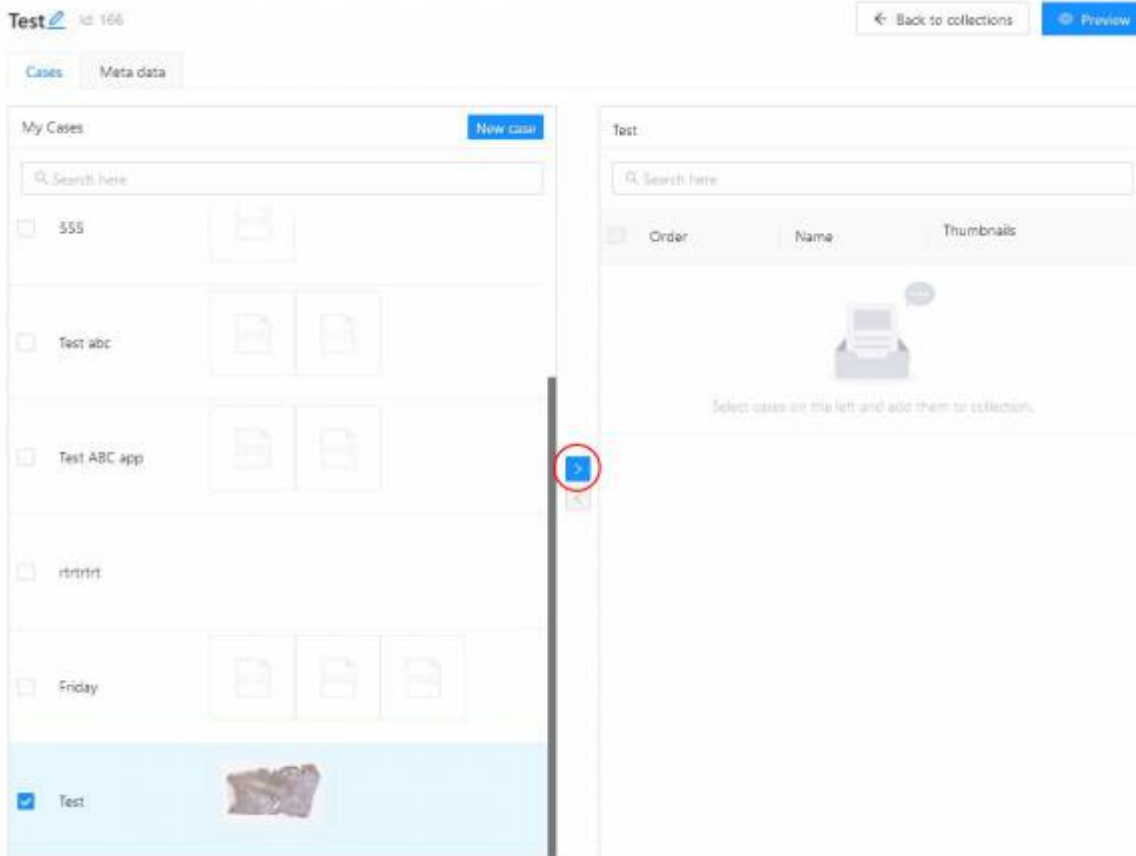 Test Id: 166
Back to collections
Preview
Cases
Meta data
My Cases
New case
Search here
555
Test abc
Test ABC app
rtrtrtrt
Friday
Test
Test
Search here
Order
Name
Thumbnails
Select cases on the left and add them to collection.